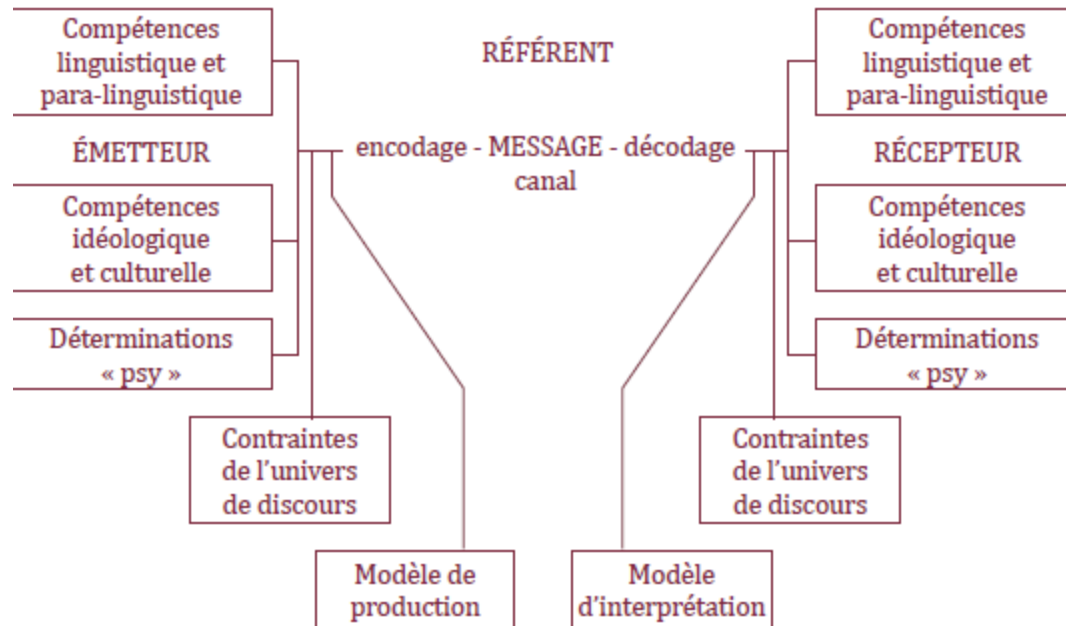 Compétences
linguistique et
para-linguistique
RÉFÉRENT
Compétences
linguistique et
para-linguistique
ÉMETTEUR
encodage - MESSAGE - décodage
canal
RÉCEPTEUR
Compétences
idéologique
et culturelle
Compétences
idéologique
et culturelle
Déterminations
« psy »
Déterminations
« psy »
Contraintes
de l'univers
de discours
Contraintes
de l'univers
de discours
Modèle de
production
Modèle
d'interprétation